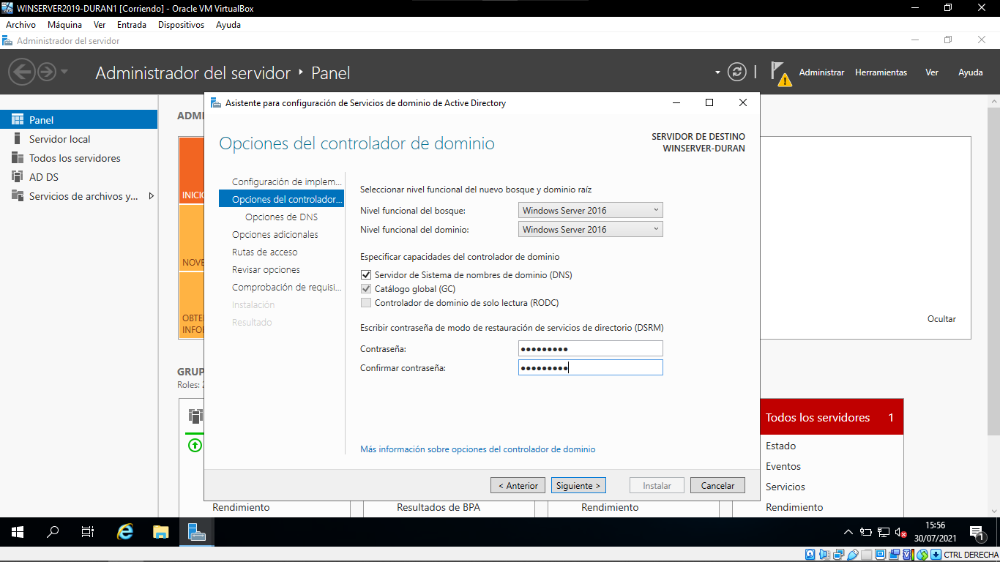 WINSERVER2019-DURAN1 [Corriendo] - Oracle VM VirtualBox
Archivo Máquina Ver Entrada Dispositivos Ayuda
Administrador del servidor
Administrador del servidor ‣ Panel
Administrar Herramientas Ver Ayuda
Panel
Servidor local
Todos los servidores
AD DS
Servicios de archivos y...
ADMI
INICIO
NOVE
OBTE
INFO
Ocultar
GRUP
Roles: 2
Asistente para configuración de Servicios de dominio de Active Directory
Opciones del controlador de dominio
SERVIDOR DE DESTINO
WINSERVER-DURAN
Configuración de implem...
Opciones del controlador...
Opciones de DNS
Opciones adicionales
Rutas de acceso
Revisar opciones
Comprobación de requisi...
Instalación
Resultado
Seleccionar nivel funcional del nuevo bosque y dominio raíz
Nivel funcional del bosque: Windows Server 2016
Nivel funcional del dominio: Windows Server 2016
Especificar capacidades del controlador de dominio
Servidor de Sistema de nombres de dominio (DNS)
Catálogo global (GC)
Controlador de dominio de solo lectura (RODC)
Escribir contraseña de modo de restauración de servicios de directorio (DSRM)
Contraseña: ●●●●●●●●●
Confirmar contraseña: ●●●●●●●●●
Más información sobre opciones del controlador de dominio
< Anterior Siguiente > Instalar Cancelar
Todos los servidores 1
Estado
Eventos
Servicios
Rendimiento
Rendimiento Resultados de BPA Rendimiento
15:56
30/07/2021
1
CTRL DERECHA